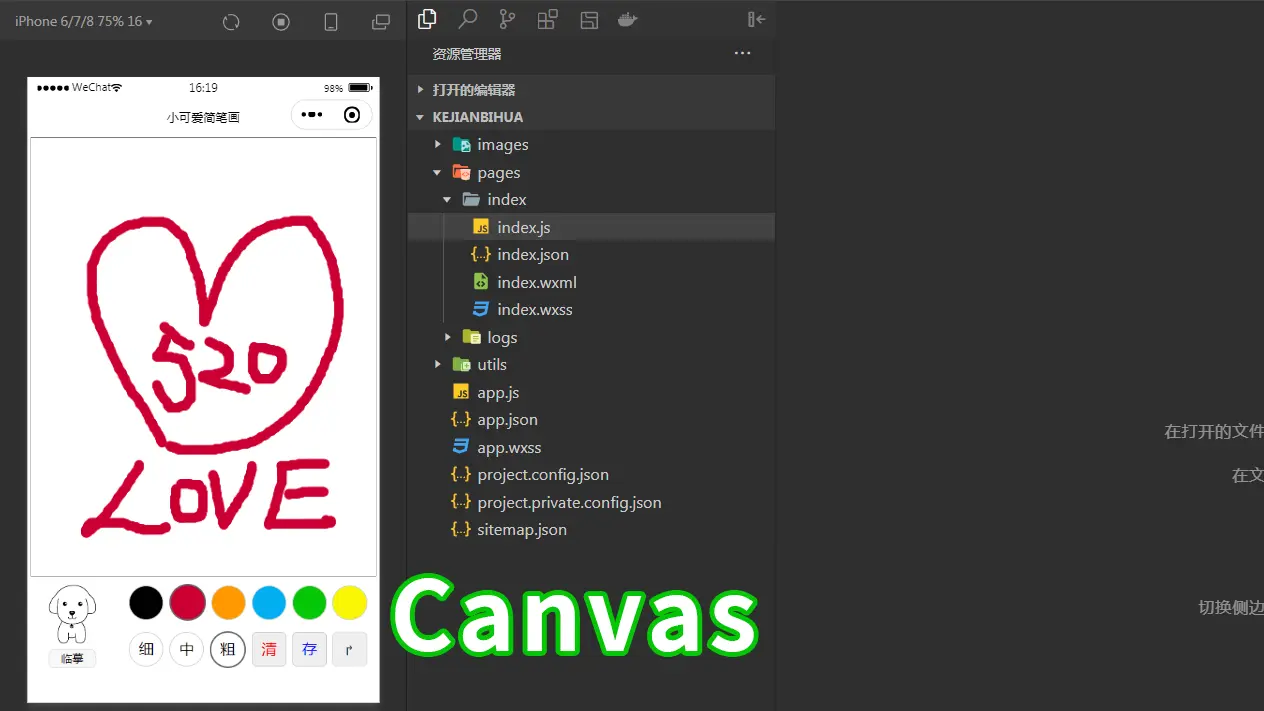 iPhone 6/7/8 75% 16
WeChat
16:19
98%
小可爱简笔画
520
LOVE
临摹
细
中
粗
清
存
资源管理器
打开的编辑器
KEJIANBIHUA
images
pages
index
index.js
index.json
index.wxml
index.wxss
logs
utils
app.js
app.json
app.wxss
project.config.json
project.private.config.json
sitemap.json
Canvas
在打开的文件
在文
切换侧边